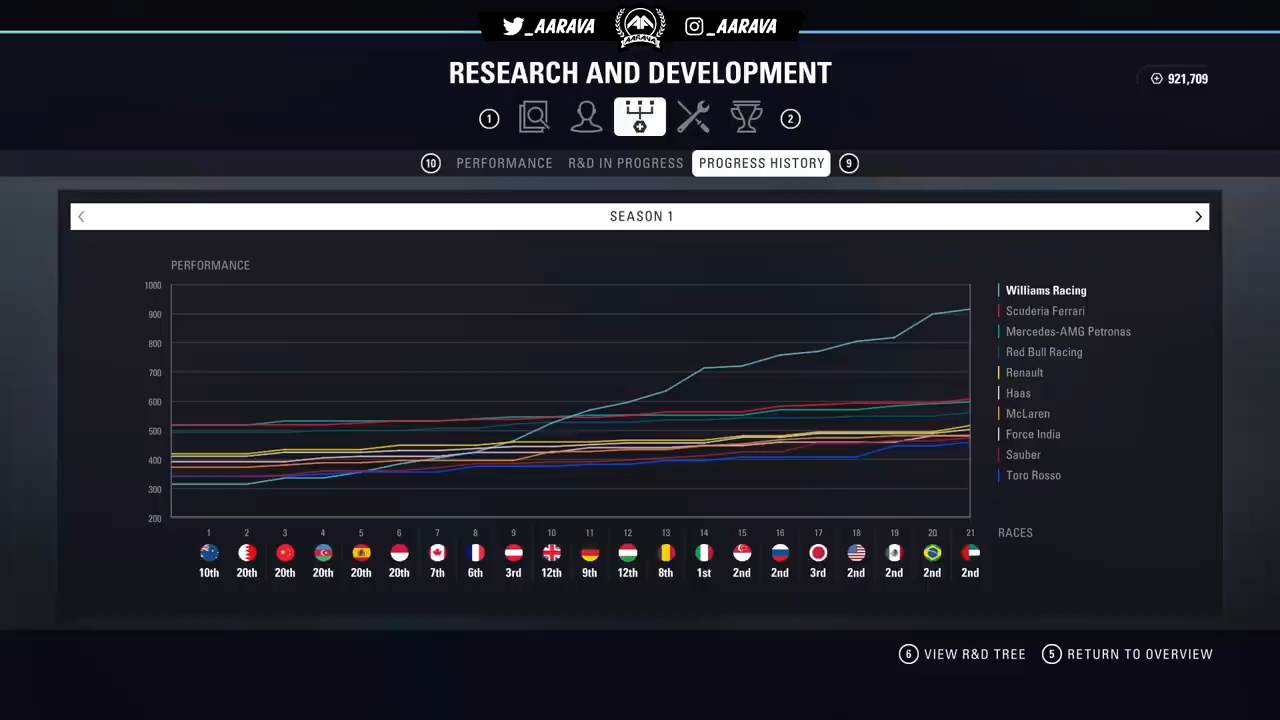 _AARAVA AARAVA _AARAVA
RESEARCH AND DEVELOPMENT
921,709
1 2
10 PERFORMANCE R&D IN PROGRESS PROGRESS HISTORY 9
SEASON 1
PERFORMANCE
1000
900
800
700
600
500
400
300
200
Williams Racing
Scuderia Ferrari
Mercedes-AMG Petronas
Red Bull Racing
Renault
Haas
McLaren
Force India
Sauber
Toro Rosso
1 2 3 4 5 6 7 8 9 10 11 12 13 14 15 16 17 18 19 20 21 RACES
10th 20th 20th 20th 20th 20th 7th 6th 3rd 12th 9th 12th 8th 1st 2nd 2nd 3rd 2nd 2nd 2nd 2nd
6 VIEW R&D TREE 5 RETURN TO OVERVIEW